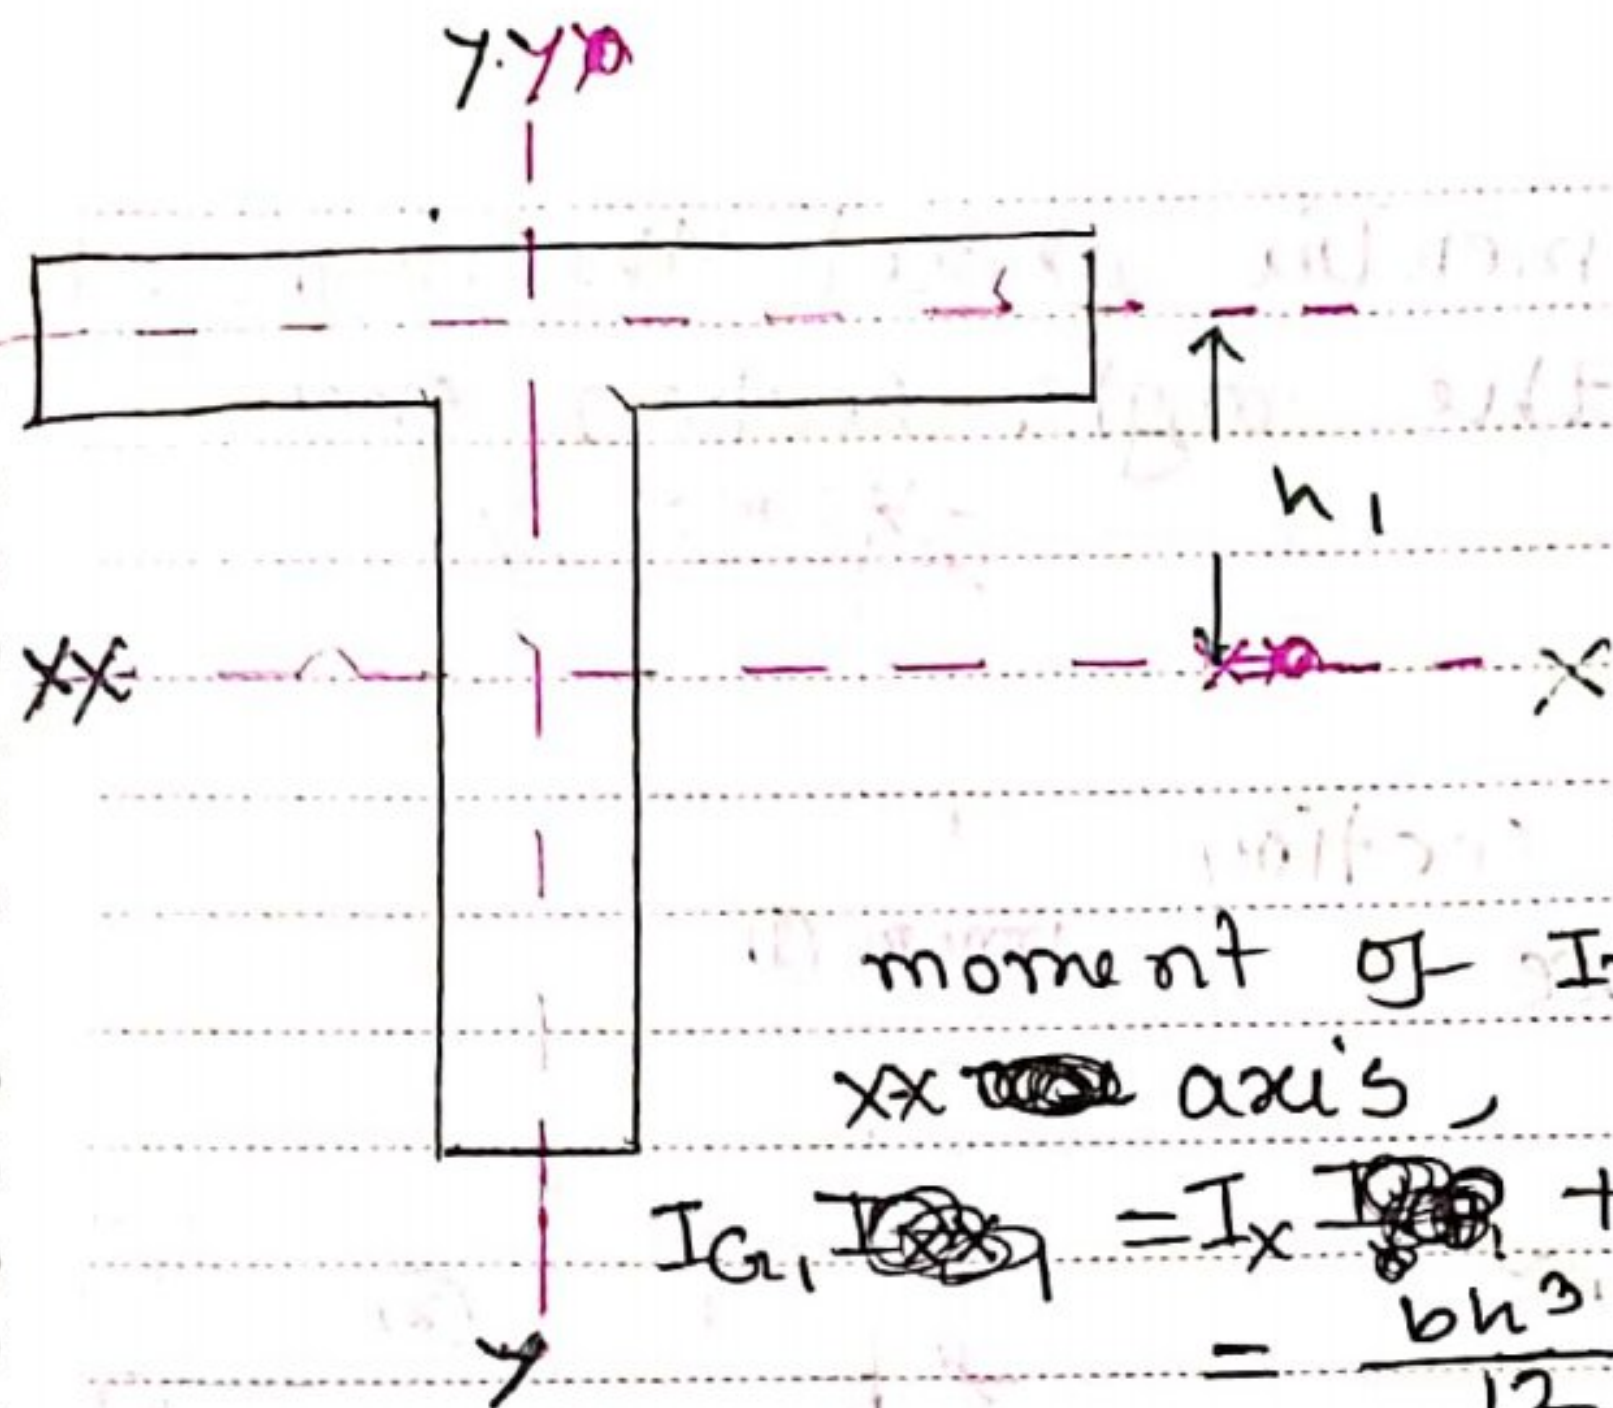 y.y
h1
xx x
moment of
xx axis,
IG1 = Ix +
= bh3
12
y